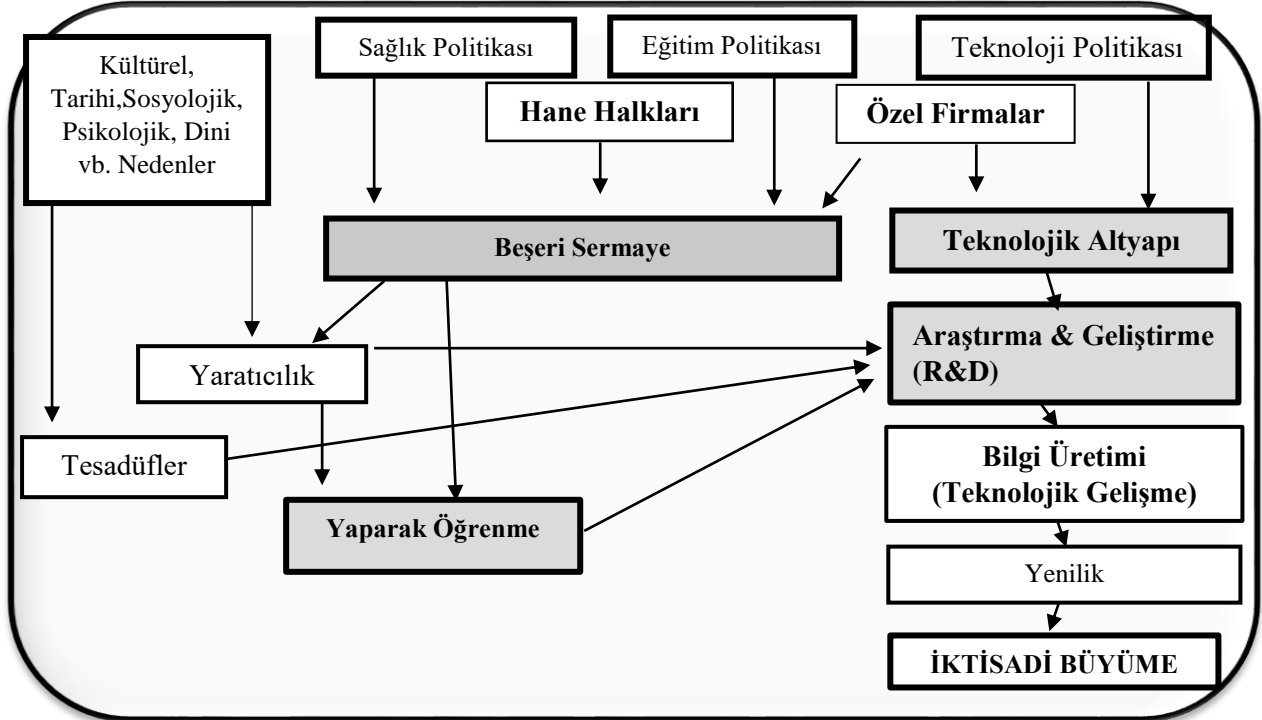 Sağlık Politikası
Eğitim Politikası
Teknoloji Politikası
Kültürel,
Tarihi,Sosyolojik,
Psikolojik, Dini
vb. Nedenler
Hane Halkları
Özel Firmalar
Beşeri Sermaye
Teknolojik Altyapı
Araştırma & Geliştirme
(R&D)
Yaratıcılık
Tesadüfler
Bilgi Üretimi
(Teknolojik Gelişme)
Yaparak Öğrenme
Yenilik
İKTİSADİ BÜYÜME